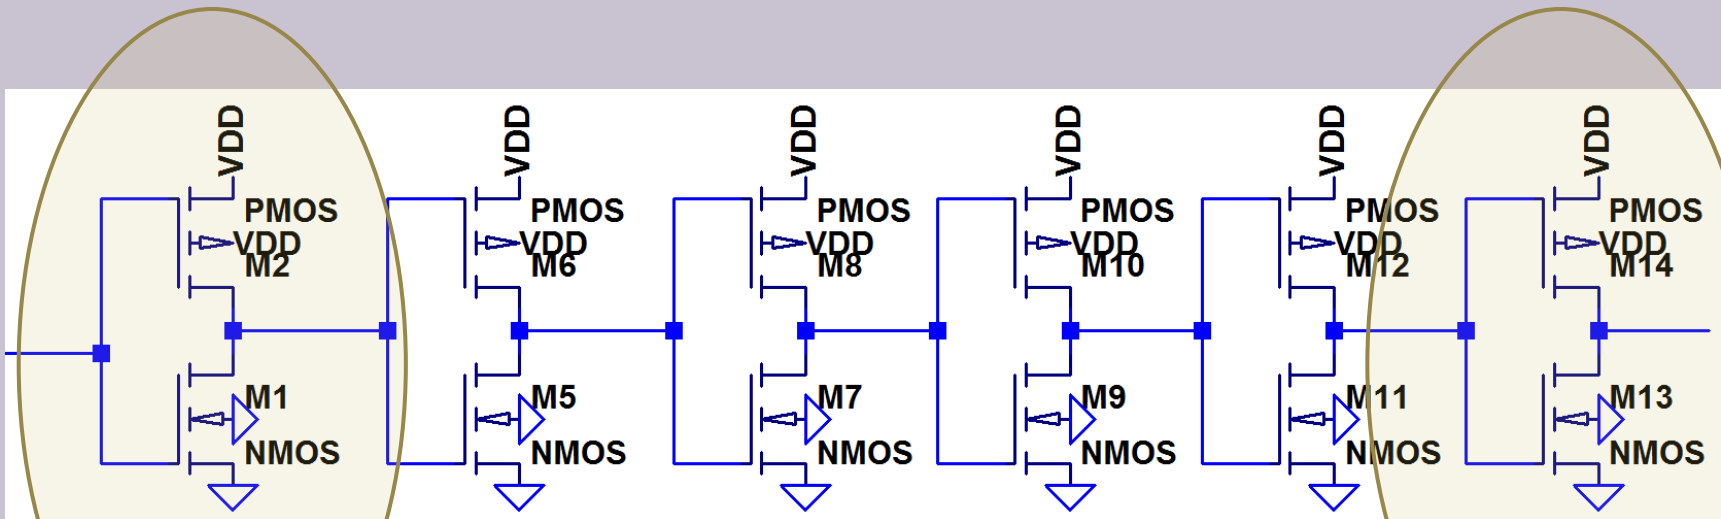 VDD
PMOS
VDD
M2
M1
NMOS
VDD
PMOS
VDD
M6
M5
NMOS
VDD
PMOS
VDD
M8
M7
NMOS
VDD
PMOS
VDD
M10
M9
NMOS
VDD
PMOS
VDD
M12
M11
NMOS
VDD
PMOS
VDD
M14
M13
NMOS